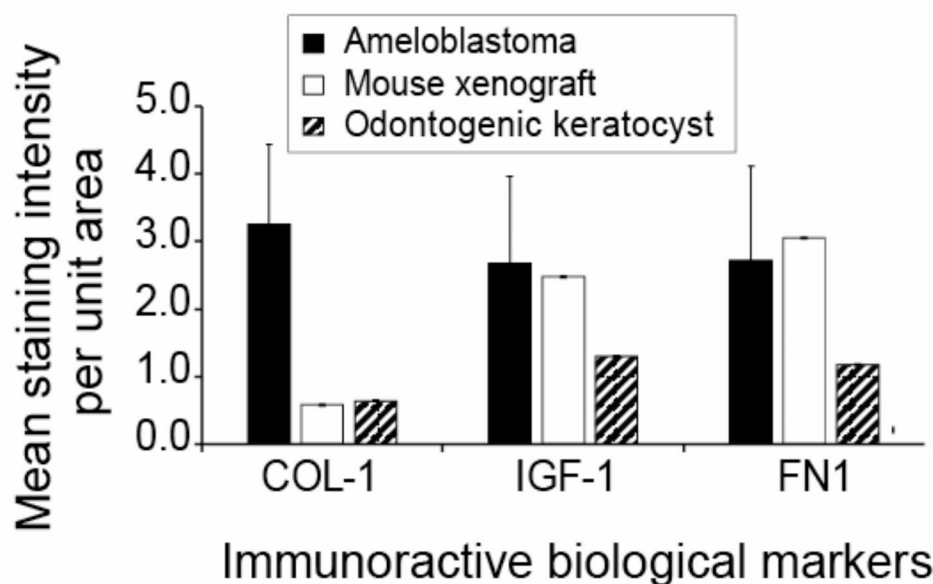 Mean staining intensity
per unit area
Ameloblastoma
Mouse xenograft
Odontogenic keratocyst
5.0
4.0
3.0
2.0
1.0
0.0
COL-1 IGF-1 FN1
Immunoractive biological markers